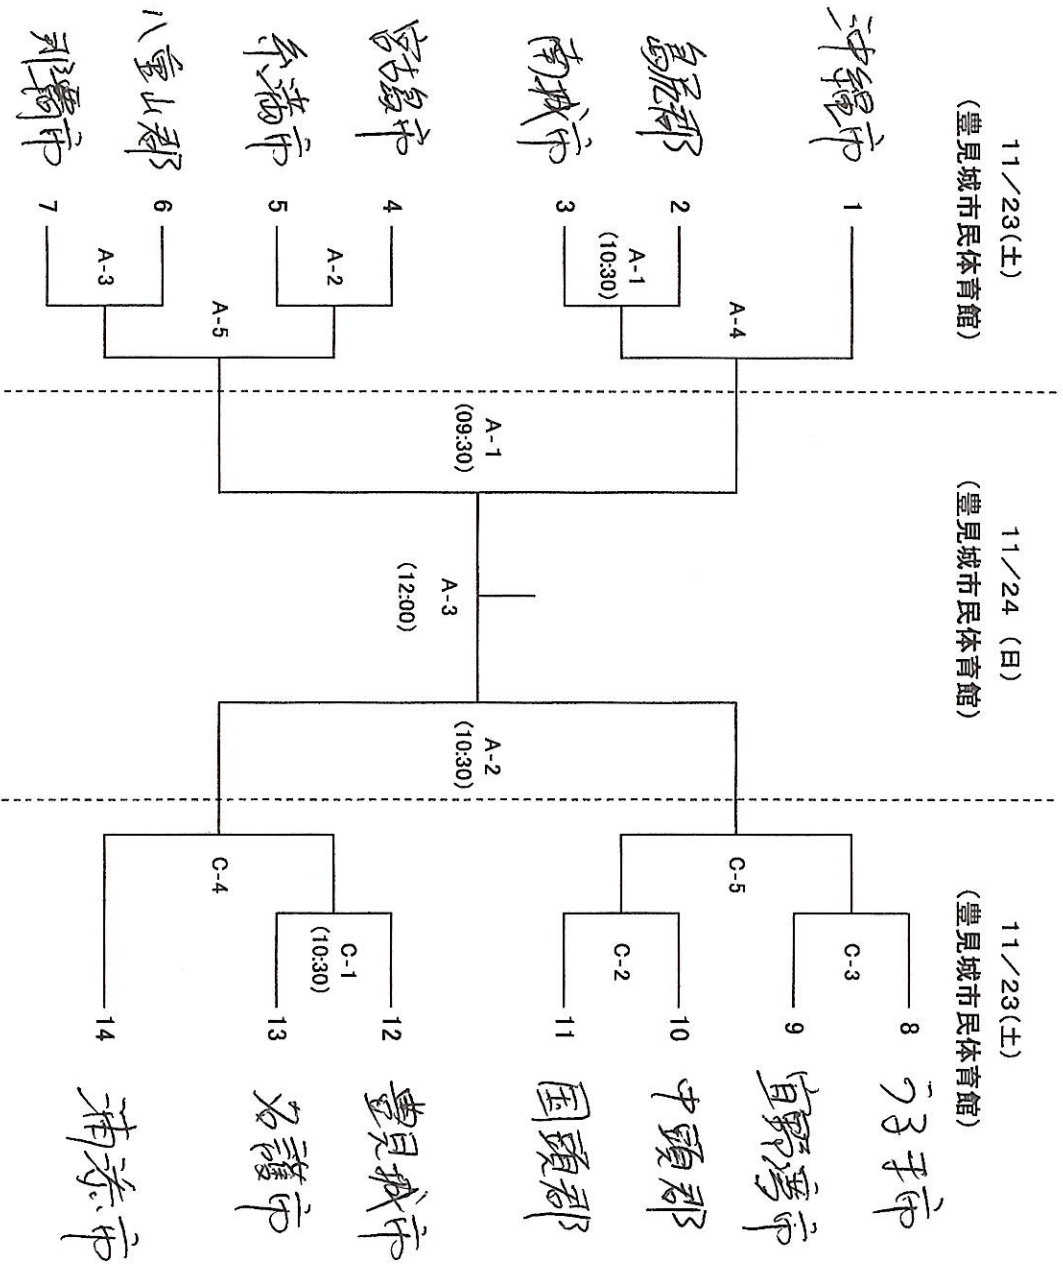 11／23(土)
(豊見城市民体育館)
11／24 (日)
(豊見城市民体育館)
11／23(土)
(豊見城市民体育館)
沖縄市 1
島尻郡 2
南城市 3
宮古島市 4
糸満市 5
八重山郡 6
那覇市 7
A-1
(10:30)
A-2
A-3
A-4
A-5
A-1
(09:30)
A-3
(12:00)
A-2
(10:30)
C-5
C-4
C-3
C-2
C-1
(10:30)
8 うるま市
9 宜野湾市
10 中頭郡
11 国頭郡
12 豊見城市
13 名護市
14 浦添市